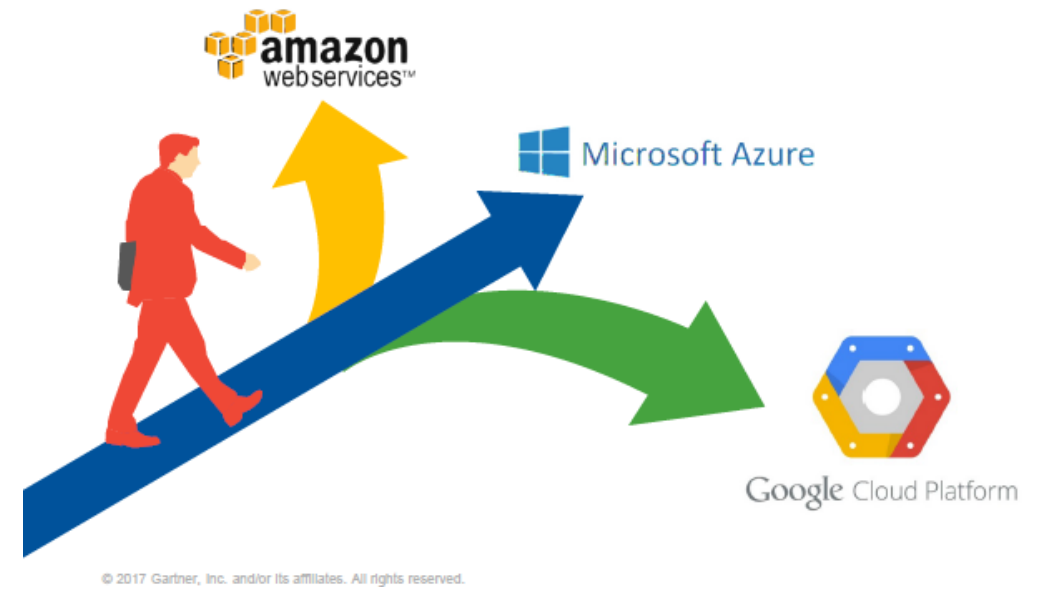 amazon
webservices™
Microsoft Azure
Google Cloud Platform
© 2017 Gartner, Inc. and/or its affiliates. All rights reserved.